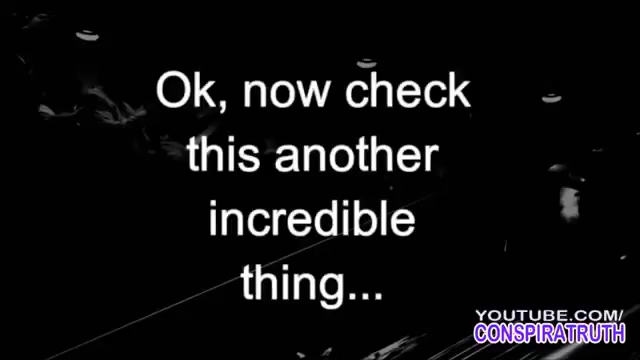 Ok, now check
this another
incredible
thing...
YOUTUBE.COM/
CONSPIRATRUTH